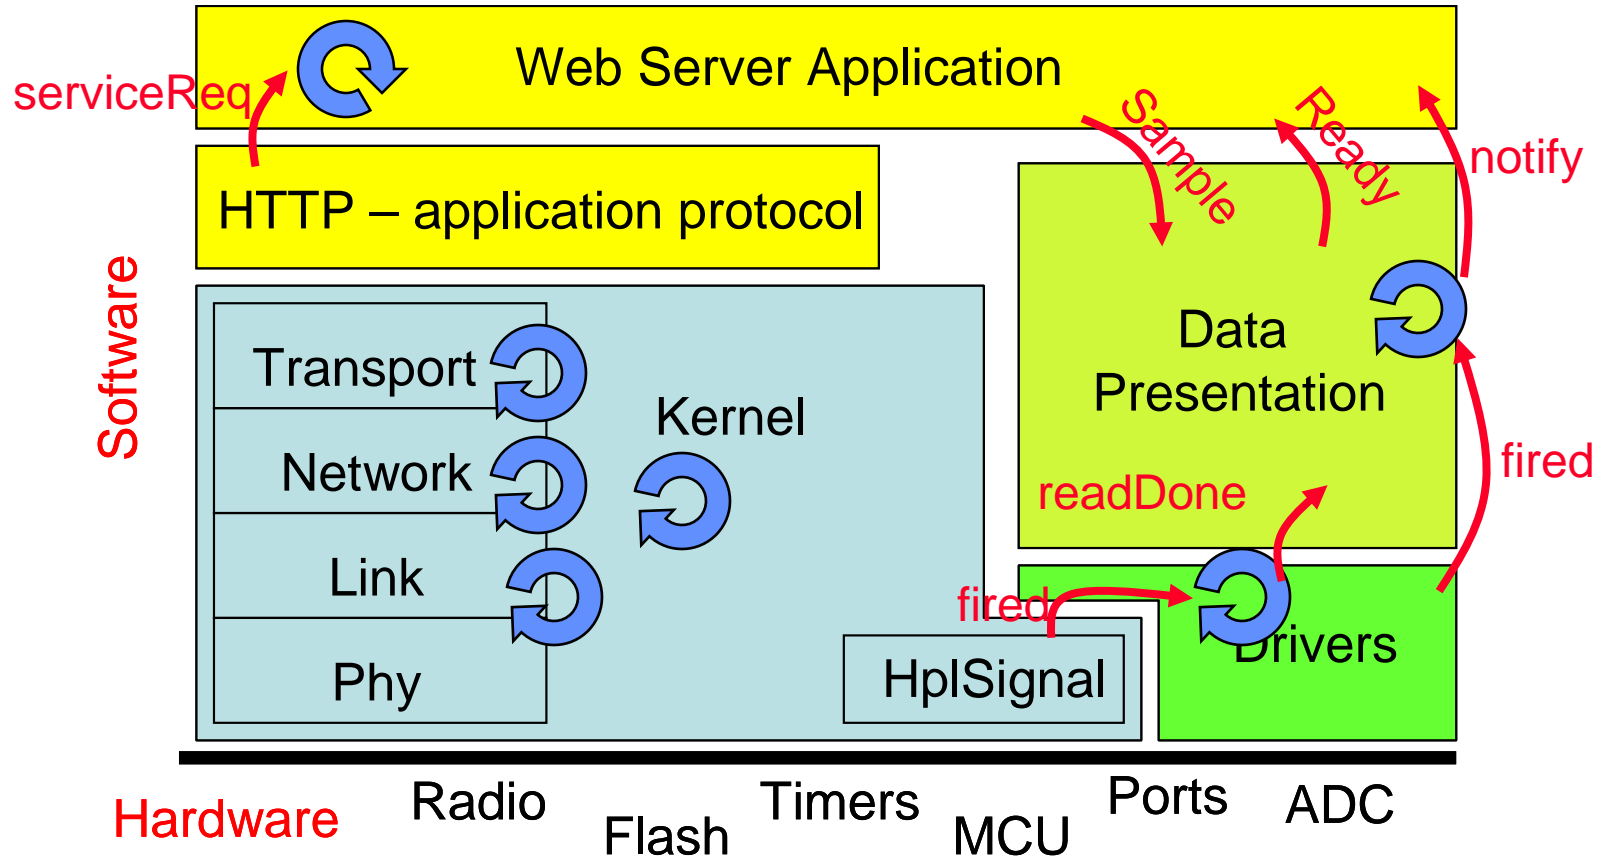 Web Server Application
serviceReq
Sample
Ready
notify
HTTP – application protocol
Software
Transport
Network
Link
Phy
Kernel
Data
Presentation
readDone
fired
fired
HplSignal
Drivers
Hardware
Radio
Flash
Timers
MCU
Ports
ADC